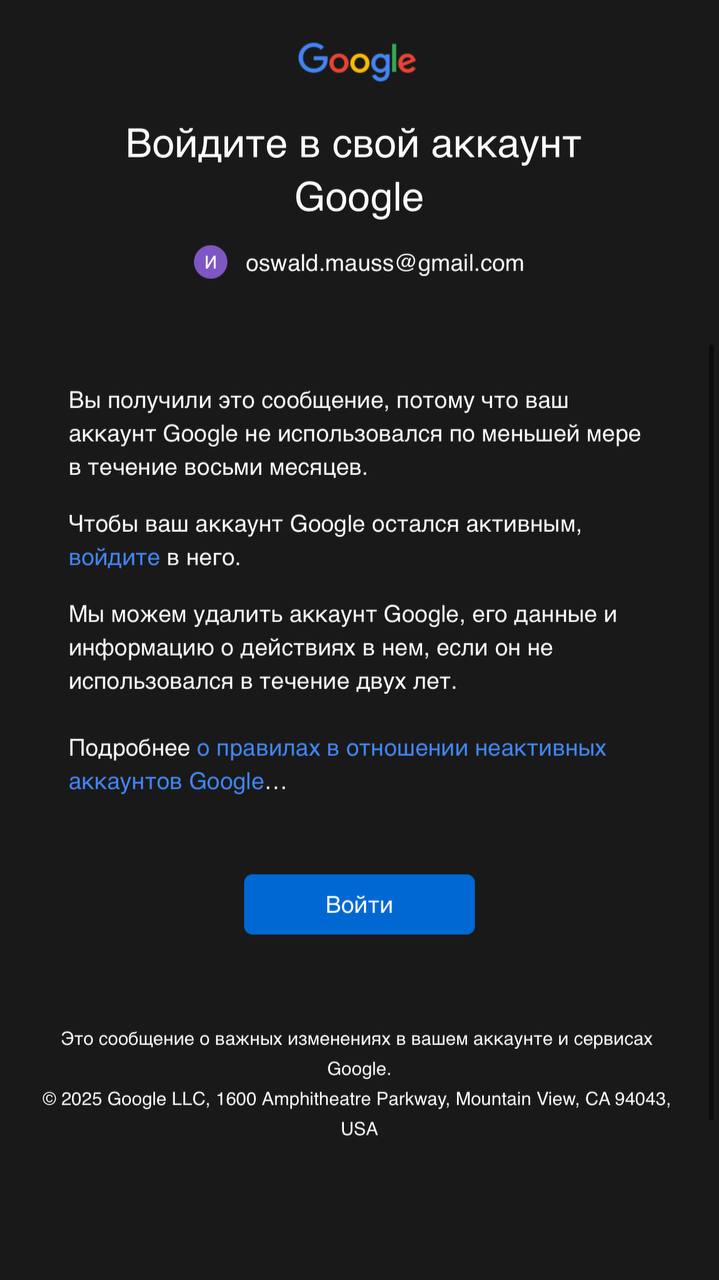 Google
Войдите в свой аккаунт
Google
И oswald.mauss@gmail.com
Вы получили это сообщение, потому что ваш
аккаунт Google не использовался по меньшей мере
в течение восьми месяцев.
Чтобы ваш аккаунт Google остался активным,
войдите в него.
Мы можем удалить аккаунт Google, его данные и
информацию о действиях в нем, если он не
использовался в течение двух лет.
Подробнее о правилах в отношении неактивных
аккаунтов Google…
Войти
Это сообщение о важных изменениях в вашем аккаунте и сервисах
Google.
© 2025 Google LLC, 1600 Amphitheatre Parkway, Mountain View, CA 94043,
USA